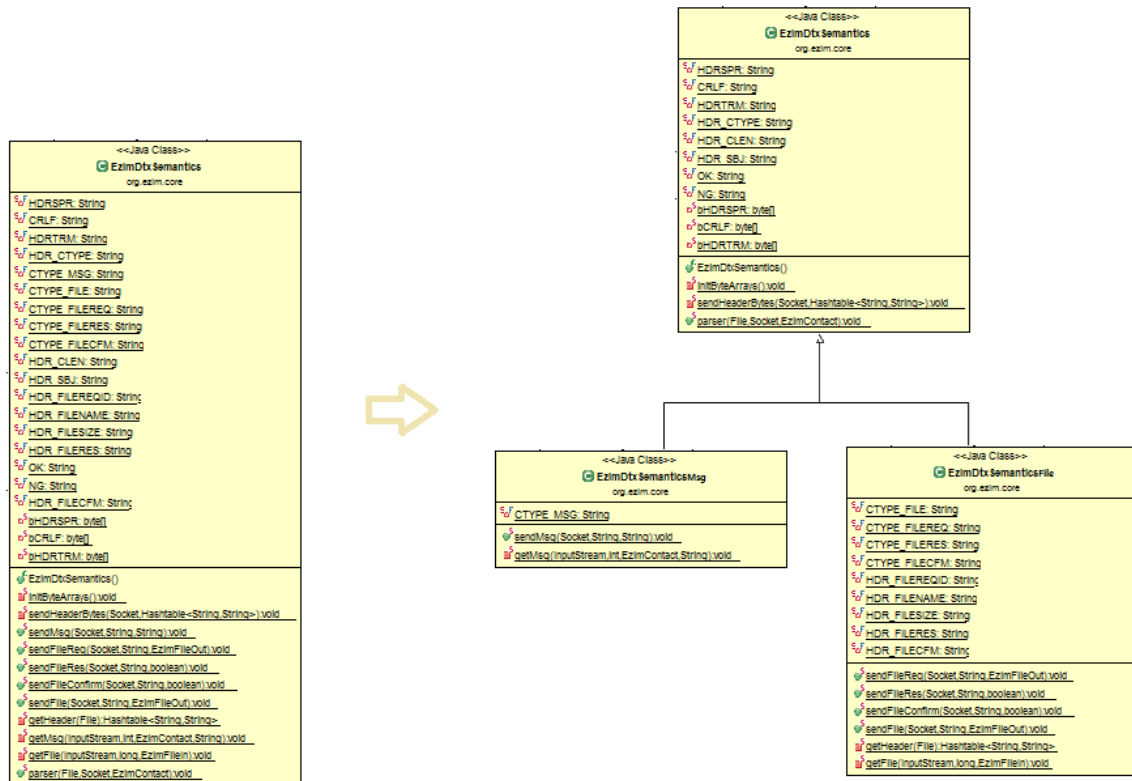 <<Java Class>>
EzimDtxSemantics
org.ezim.core
HDRSPR: String
CRLF: String
HDRTRM: String
HDR_CTYPE: String
CTYPE_MSG: String
CTYPE_FILE: String
CTYPE_FILEREQ: String
CTYPE_FILERES: String
CTYPE_FILECFM: String
HDR_CLEN: String
HDR_SBJ: String
HDR_FILEREQID: String
HDR_FILENAME: String
HDR_FILESIZE: String
HDR_FILERES: String
OK: String
NG: String
HDR_FILECFM: String
bHDRSPR: byte[]
bCRLF: byte[]
bHDRTRM: byte[]
EzimDtxSemantics()
initByteArrays():void
sendHeaderBytes(Socket,Hashtable<String,String>):void
sendMsg(Socket,String,String):void
sendFileReq(Socket,String,EzimFileOut):void
sendFileRes(Socket,String,boolean):void
sendFileConfirm(Socket,String,boolean):void
sendFile(Socket,String,EzimFileOut):void
getHeader(File):Hashtable<String,String>
getMsg(InputStream,int,EzimContact,String):void
getFile(InputStream,long,EzimFileIn):void
parser(File,Socket,EzimContact):void
<<Java Class>>
EzimDtxSemantics
org.ezim.core
HDRSPR: String
CRLF: String
HDRTRM: String
HDR_CTYPE: String
HDR_CLEN: String
HDR_SBJ: String
OK: String
NG: String
bHDRSPR: byte[]
bCRLF: byte[]
bHDRTRM: byte[]
EzimDtxSemantics()
initByteArrays():void
sendHeaderBytes(Socket,Hashtable<String,String>):void
parser(File,Socket,EzimContact):void
<<Java Class>>
EzimDtxSemanticsMsg
org.ezim.core
CTYPE_MSG: String
sendMsg(Socket,String,String):void
getMsg(InputStream,int,EzimContact,String):void
<<Java Class>>
EzimDtxSemanticsFile
org.ezim.core
CTYPE_FILE: String
CTYPE_FILEREQ: String
CTYPE_FILERES: String
CTYPE_FILECFM: String
HDR_FILEREQID: String
HDR_FILENAME: String
HDR_FILESIZE: String
HDR_FILERES: String
HDR_FILECFM: String
sendFileReq(Socket,String,EzimFileOut):void
sendFileRes(Socket,String,boolean):void
sendFileConfirm(Socket,String,boolean):void
sendFile(Socket,String,EzimFileOut):void
getHeader(File):Hashtable<String,String>
getFile(InputStream,long,EzimFileIn):void